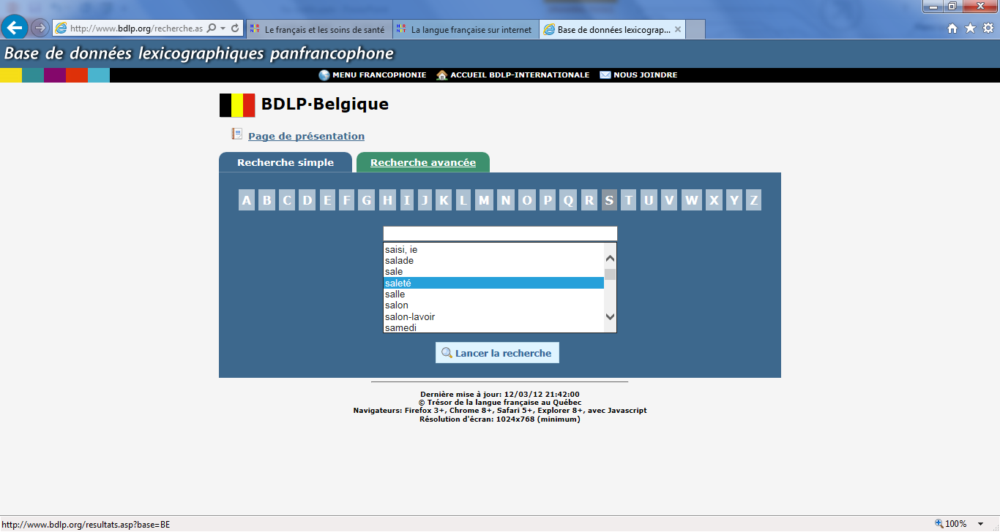 http://www.bdlp.org/recherche.as
Le français et les soins de santé
La langue française sur internet
Base de données lexicograp...
Base de données lexicographiques panfrancophone
MENU FRANCOPHONIE ACCUEIL BDLP-INTERNATIONALE NOUS JOINDRE
BDLP·Belgique
Page de présentation
Recherche simple Recherche avancée
A B C D E F G H I J K L M N O P Q R S T U V W X Y Z
saisi, ie
salade
sale
saleté
salle
salon
salon-lavoir
samedi
Lancer la recherche
Dernière mise à jour: 12/03/12 21:42:00
© Trésor de la langue française au Québec
Navigateurs: Firefox 3+, Chrome 8+, Safari 5+, Explorer 8+, avec Javascript
Résolution d'écran: 1024x768 (minimum)
http://www.bdlp.org/resultats.asp?base=BE 100%